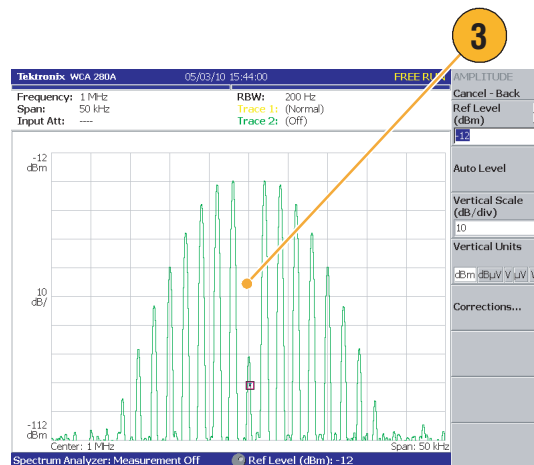 3
Tektronix WCA 280A 05/03/10 15:44:00 FREE RUN
Frequency: 1 MHz RBW: 200 Hz
Span: 50 kHz Trace 1: (Normal)
Input Att: ---- Trace 2: (Off)
-12
dBm
10
dB/
-112
dBm
Center: 1 MHz Span: 50 kHz
Spectrum Analyzer: Measurement Off Ref Level (dBm): -12
AMPLITUDE
Cancel - Back
Ref Level
(dBm)
-12
Auto Level
Vertical Scale
(dB/div)
10
Vertical Units
dBm dBµV V µV
Corrections...